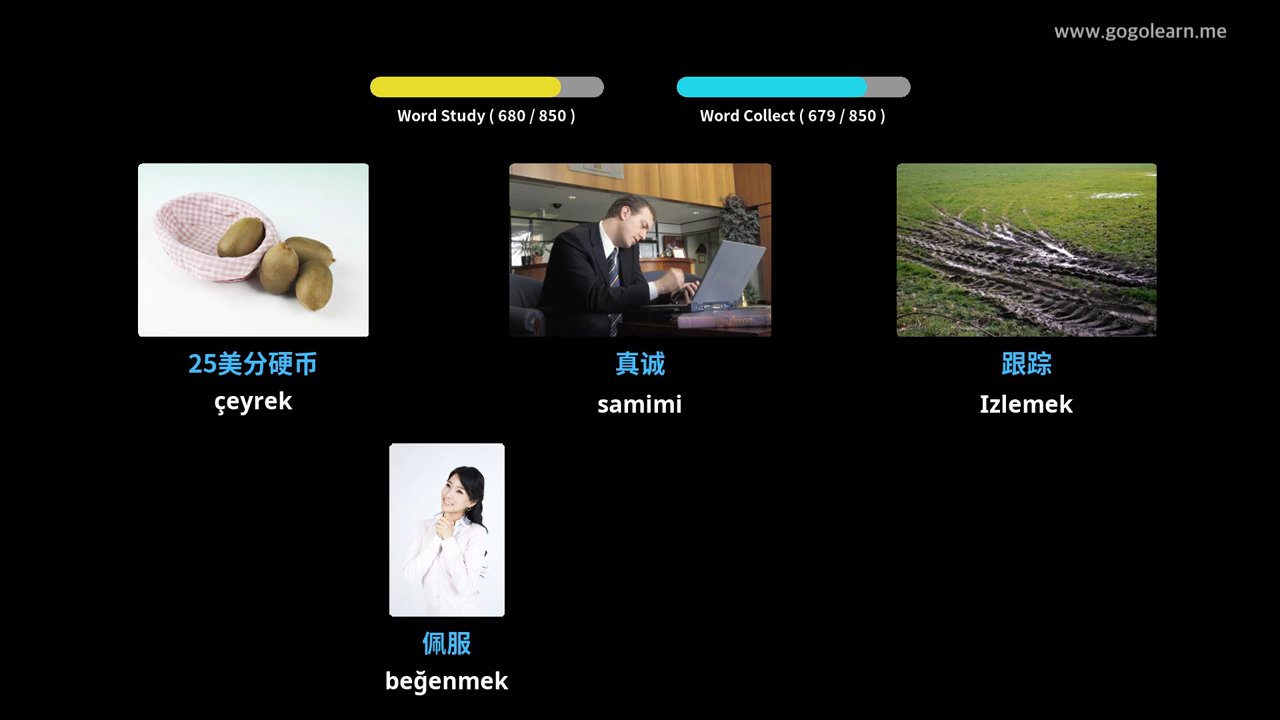 www.gogolearn.me
Word Study ( 680 / 850 )
Word Collect ( 679 / 850 )
25美分硬币
çeyrek
真诚
samimi
跟踪
Izlemek
佩服
beğenmek